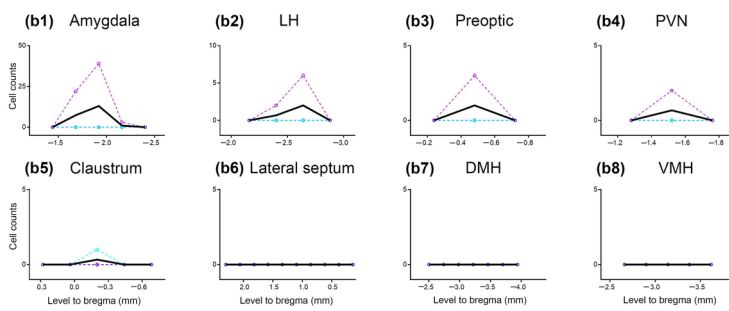 (b1) Amygdala
(b2) LH
(b3) Preoptic
(b4) PVN
Cell counts
50
25
0
−1.5 −2.0 −2.5
10
5
0
−2.0 −2.5 −3.0
5
0
−0.2 −0.4 −0.6 −0.8
5
0
−1.2 −1.4 −1.6 −1.8
(b5) Claustrum
(b6) Lateral septum
(b7) DMH
(b8) VMH
Cell counts
5
0
0.3 0.0 −0.3 −0.6
Level to bregma (mm)
5
0
2.0 1.5 1.0 0.5
Level to bregma (mm)
5
0
−2.5 −3.0 −3.5 −4.0
Level to bregma (mm)
5
0
−2.5 −3.0 −3.5
Level to bregma (mm)